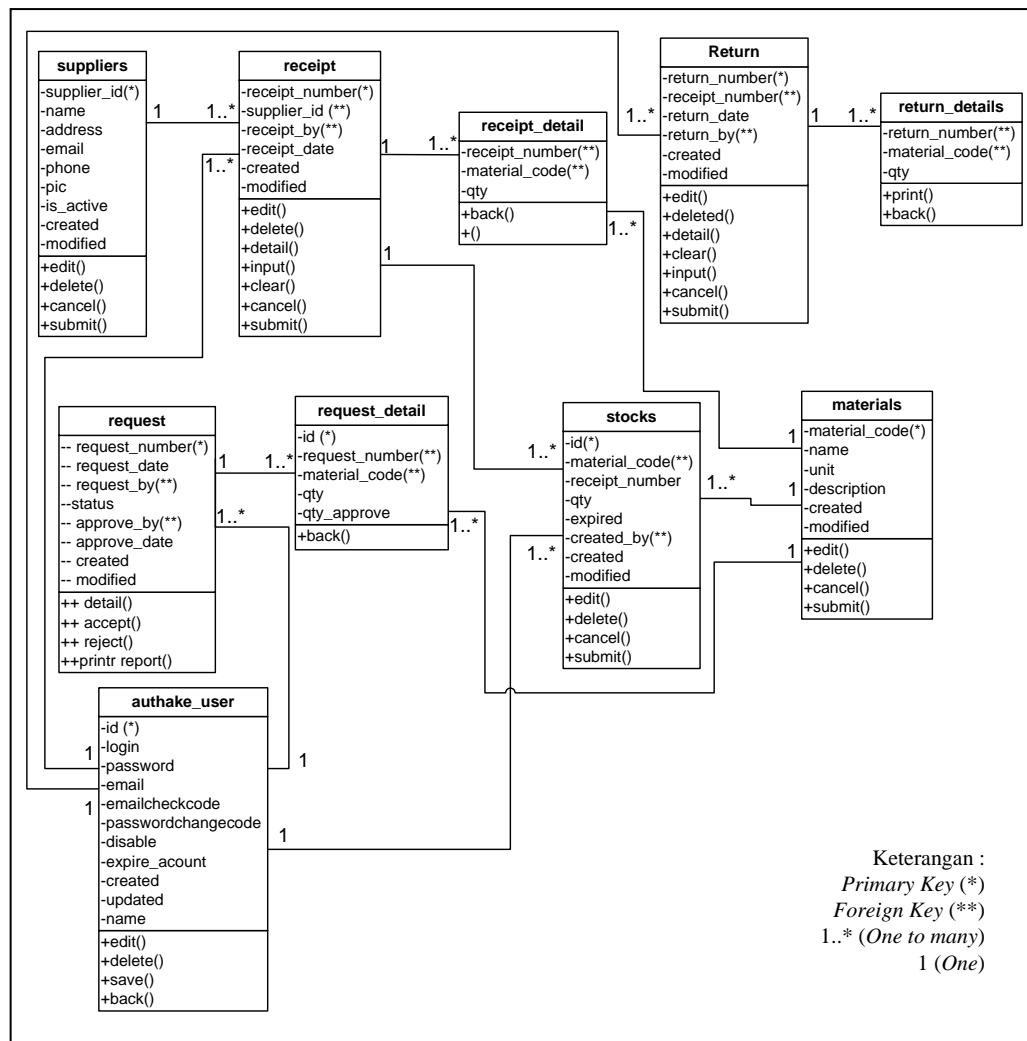 suppliers
-supplier_id(*)
-name
-address
-email
-phone
-pic
-is_active
-created
-modified
+edit()
+delete()
+cancel()
+submit()
1
1..*
receipt
-receipt_number(*)
-supplier_id (**)
-receipt_by(**)
-receipt_date
-created
-modified
+edit()
+delete()
+detail()
+input()
+clear()
+cancel()
+submit()
1..*
1
1..*
1
receipt_detail
-receipt_number(**)
-material_code(**)
-qty
+back()
+()
1..*
Return
-return_number(*)
-receipt_number(**)
-return_date
-return_by(**)
-created
-modified
+edit()
+deleted()
+detail()
+clear()
+input()
+cancel()
+submit()
1..*
1
1..*
return_details
-return_number(**)
-material_code(**)
-qty
+print()
+back()
request
-- request_number(*)
-- request_date
-- request_by(**)
--status
-- approve_by(**)
-- approve_date
-- created
-- modified
++ detail()
++ accept()
++ reject()
++printr report()
1
1..*
1..*
request_detail
-id (*)
-request_number(**)
-material_code(**)
-qty
-qty_approve
+back()
1..*
stocks
-id(*)
-material_code(**)
-receipt_number
-qty
-expired
-created_by(**)
-created
-modified
+edit()
+delete()
+cancel()
+submit()
1..*
1..*
1..*
materials
-material_code(*)
-name
-unit
-description
-created
-modified
+edit()
+delete()
+cancel()
+submit()
1
1
1
authake_user
-id (*)
-login
-password
-email
-emailcheckcode
-passwordchangecode
-disable
-expire_acount
-created
-updated
-name
+edit()
+delete()
+save()
+back()
1
1
1
1
Keterangan :
Primary Key (*)
Foreign Key (**)
1..* (One to many)
1 (One)